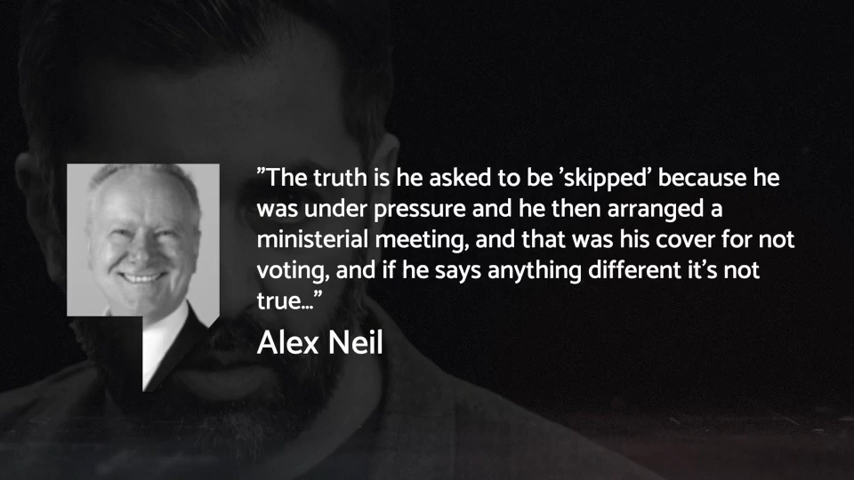 ”The truth is he asked to be ’skipped’ because he
was under pressure and he then arranged a
ministerial meeting, and that was his cover for not
voting, and if he says anything different it’s not
true...”
Alex Neil